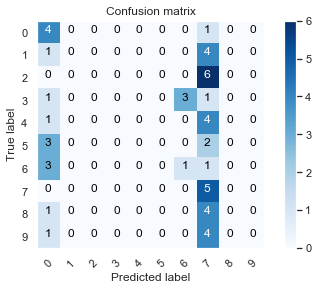 Confusion matrix
0 4 0 0 0 0 0 0 1 0 0
1 1 0 0 0 0 0 0 4 0 0
2 0 0 0 0 0 0 0 6 0 0
3 1 0 0 0 0 0 3 1 0 0
4 1 0 0 0 0 0 0 4 0 0
5 3 0 0 0 0 0 0 2 0 0
6 3 0 0 0 0 0 1 1 0 0
7 0 0 0 0 0 0 0 5 0 0
8 1 0 0 0 0 0 0 4 0 0
9 1 0 0 0 0 0 0 4 0 0
0 1 2 3 4 5 6 7 8 9
True label
Predicted label
6
5
4
3
2
1
0